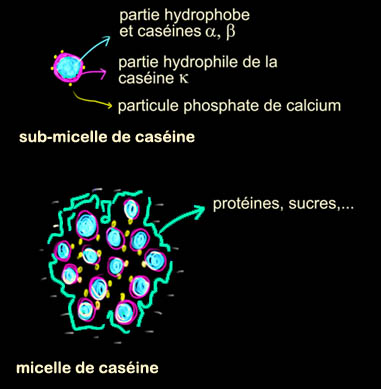 partie hydrophobe
et caséines α, β
partie hydrophile de la
caséine κ
particule phosphate de calcium
sub-micelle de caséine
protéines, sucres,...
micelle de caséine